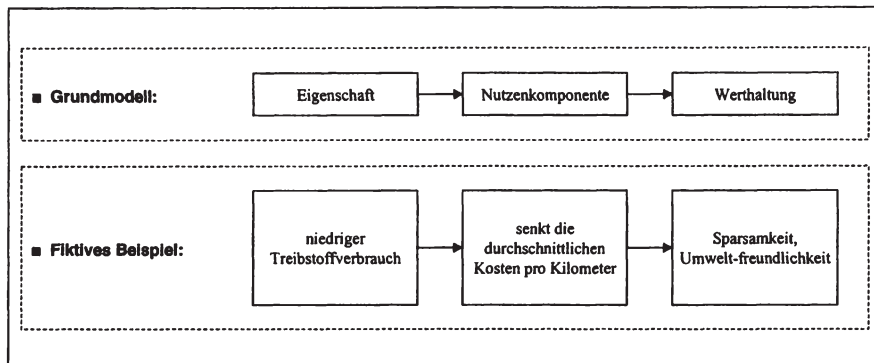 ■ Grundmodell:
Eigenschaft
Nutzenkomponente
Werthaltung
■ Fiktives Beispiel:
niedriger
Treibstoffverbrauch
senkt die
durchschnittlichen
Kosten pro Kilometer
Sparsamkeit,
Umwelt-freundlichkeit